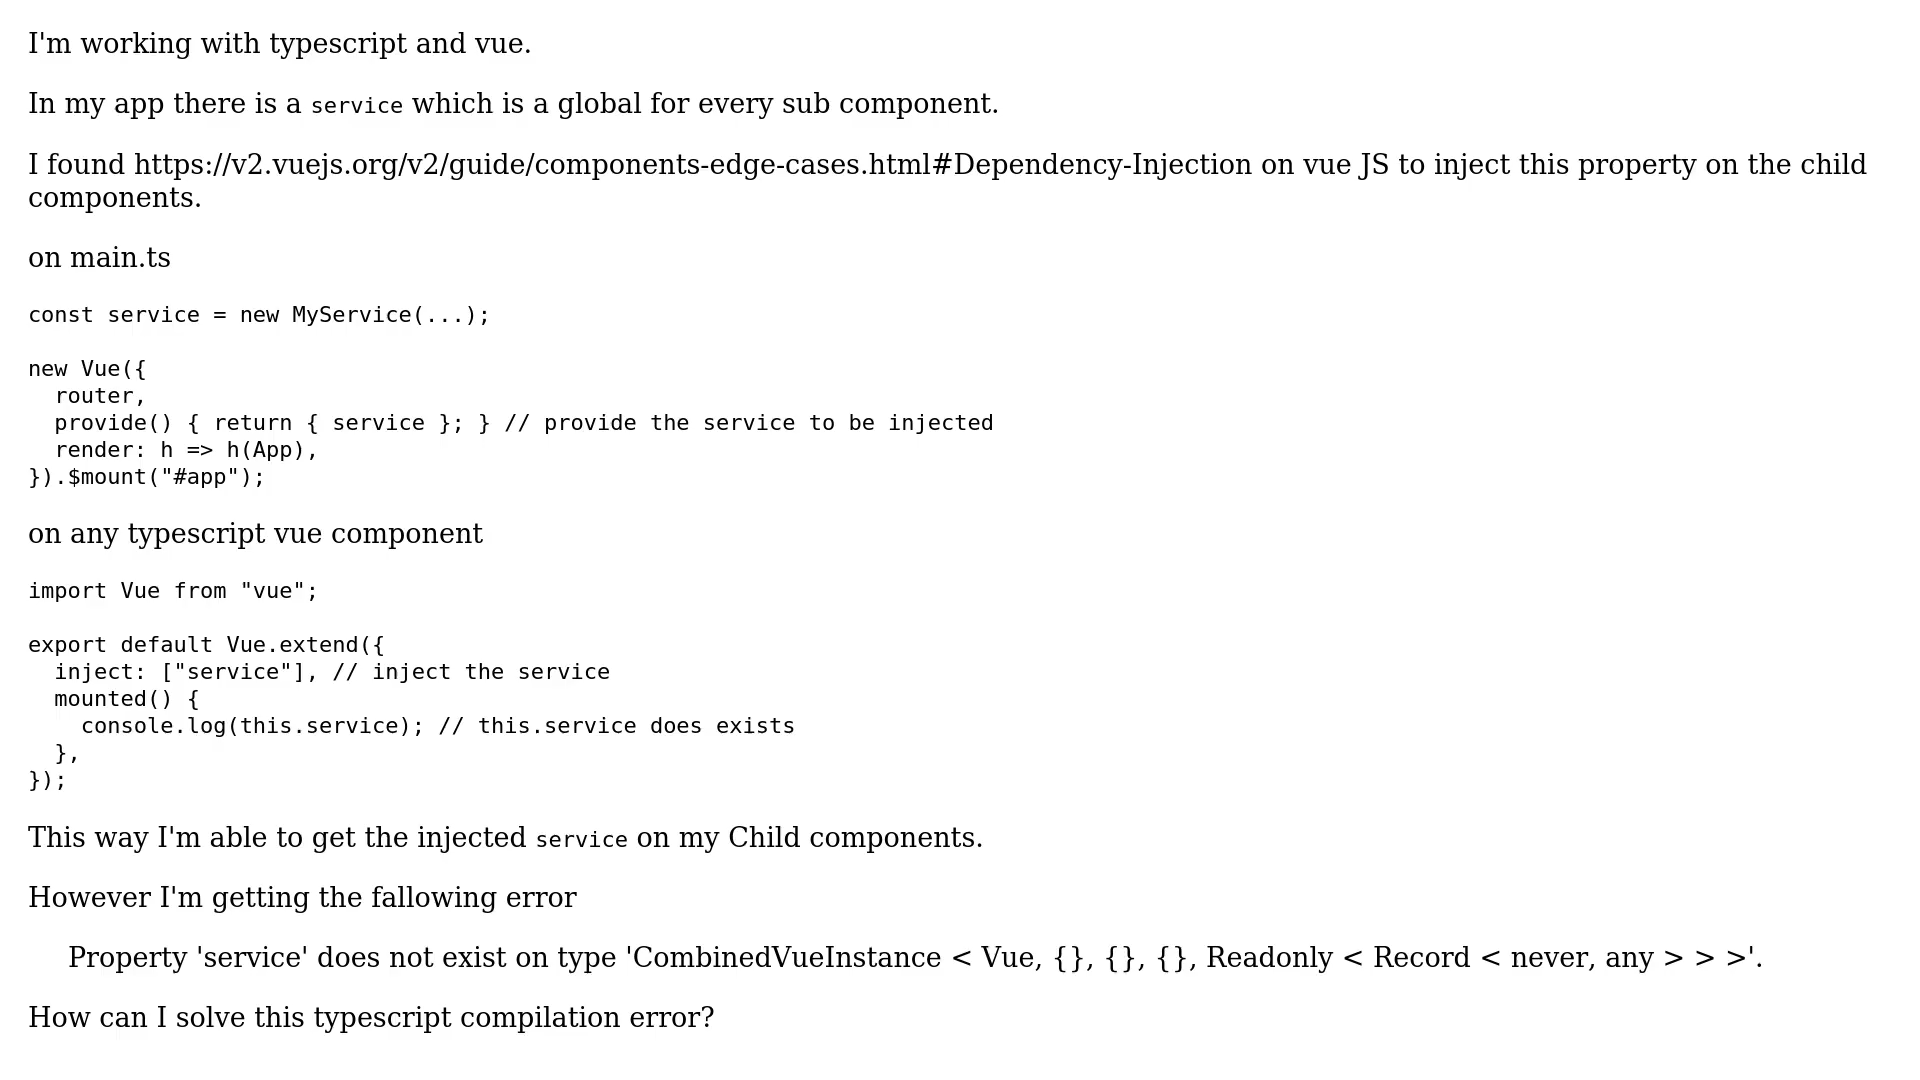 I'm working with typescript and vue.
In my app there is a service which is a global for every sub component.
I found https://v2.vuejs.org/v2/guide/components-edge-cases.html#Dependency-Injection on vue JS to inject this property on the child
components.
on main.ts
const service = new MyService(...);
new Vue({
  router,
  provide() { return { service }; } // provide the service to be injected
  render: h => h(App),
}).$mount("#app");
on any typescript vue component
import Vue from "vue";
export default Vue.extend({
  inject: ["service"], // inject the service
  mounted() {
    console.log(this.service); // this.service does exists
  },
});
This way I'm able to get the injected service on my Child components.
However I'm getting the fallowing error
Property 'service' does not exist on type 'CombinedVueInstance < Vue, {}, {}, {}, Readonly < Record < never, any > > >'.
How can I solve this typescript compilation error?